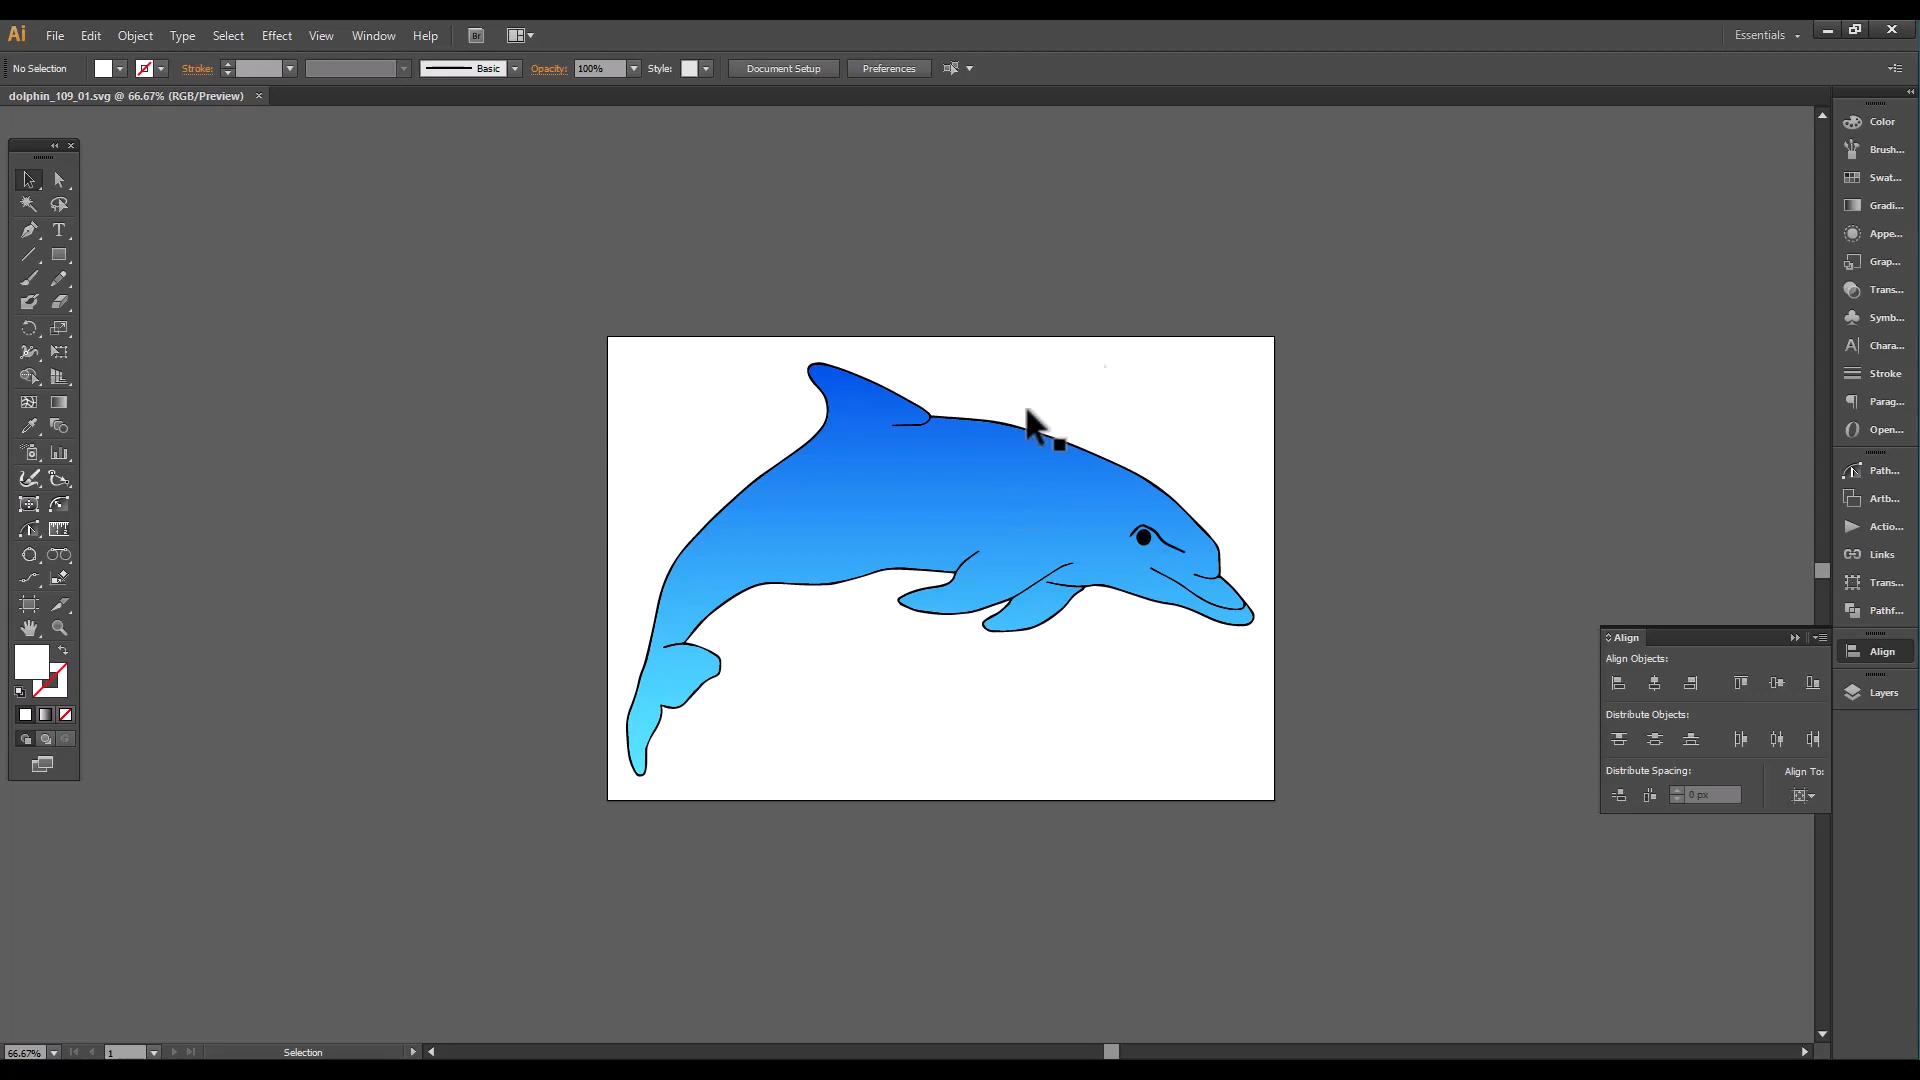 Ai File Edit Object Type Select Effect View Window Help Br Essentials
No Selection Stroke: Basic Opacity: 100% Style: Document Setup Preferences
dolphin_109_01.svg @ 66.67% (RGB/Preview) ×
Color
Brush...
Swat...
Gradi...
Appe...
Grap...
Trans...
Symb...
Chara...
Stroke
Parag...
Open...
Path...
Artb...
Actio...
Links
Trans...
Pathf...
Align
Layers
Align
Align Objects:
Distribute Objects:
Distribute Spacing: Align To:
0 px
66.67% 1 Selection